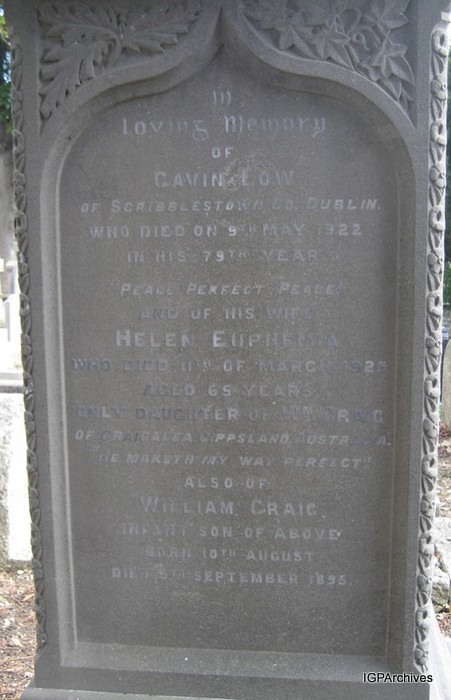 In
Loving Memory
OF
GAVIN LOW
OF SCRIBBLESTOWN CO. DUBLIN.
WHO DIED ON 9TH MAY 1922
IN HIS 79TH YEAR
PEACE PERFECT PEACE
AND OF HIS WIFE
HELEN EUPHEMIA
WHO DIED 11TH OF MARCH 1925
AGED 65 YEARS
ONLY DAUGHTER OF WM CRAIG
OF CRAIGALEA GIPPSLAND, AUSTRALIA.
"HE MAKETH MY WAY PERFECT"
ALSO OF
WILLIAM CRAIG,
INFANT SON OF ABOVE
BORN 10TH AUGUST
DIED 5TH SEPTEMBER 1895.
IGPArchives